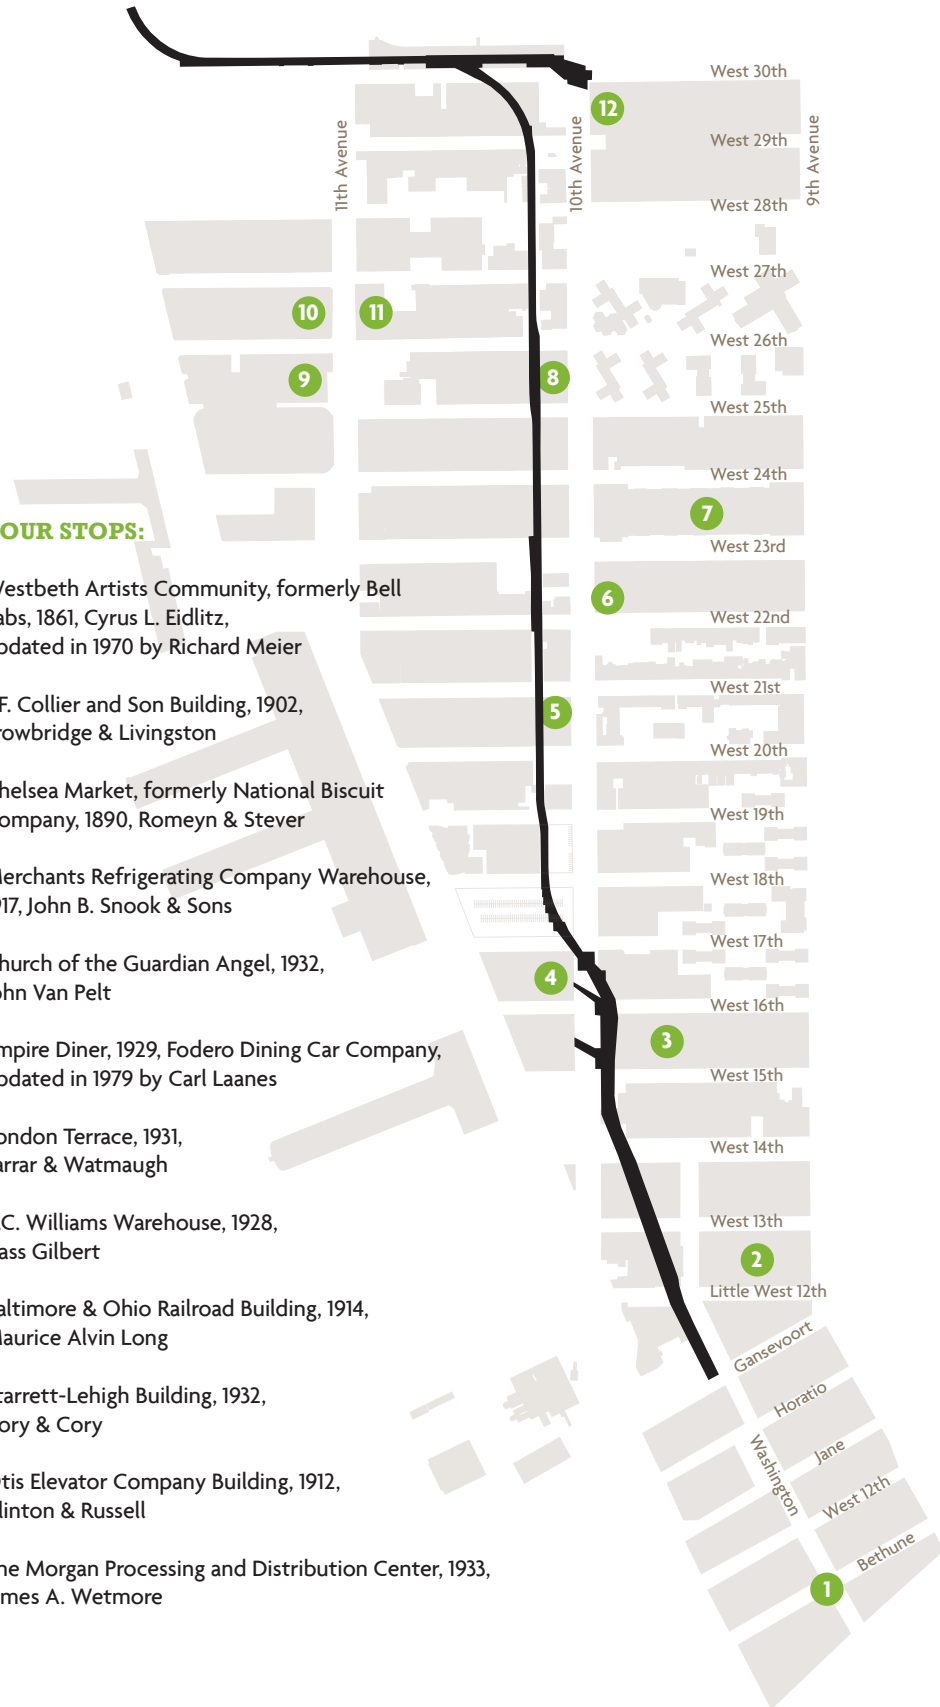 OUR STOPS:
Westbeth Artists Community, formerly Bell
abs, 1861, Cyrus L. Eidlitz,
pdated in 1970 by Richard Meier
F. Collier and Son Building, 1902,
rowbridge & Livingston
helsea Market, formerly National Biscuit
ompany, 1890, Romeyn & Stever
Merchants Refrigerating Company Warehouse,
917, John B. Snook & Sons
hurch of the Guardian Angel, 1932,
ohn Van Pelt
mpire Diner, 1929, Fodero Dining Car Company,
pdated in 1979 by Carl Laanes
ondon Terrace, 1931,
arrar & Watmaugh
.C. Williams Warehouse, 1928,
ass Gilbert
altimore & Ohio Railroad Building, 1914,
Maurice Alvin Long
tarrett-Lehigh Building, 1932,
ory & Cory
Otis Elevator Company Building, 1912,
linton & Russell
he Morgan Processing and Distribution Center, 1933,
ames A. Wetmore
West 30th
12
11th Avenue
10th Avenue
9th Avenue
West 29th
West 28th
West 27th
10
11
West 26th
9
8
West 25th
West 24th
7
West 23rd
6
West 22nd
West 21st
5
West 20th
West 19th
West 18th
West 17th
4
West 16th
3
West 15th
West 14th
West 13th
2
Little West 12th
Gansevoort
Horatio
Washington
Jane
West 12th
Bethune
1